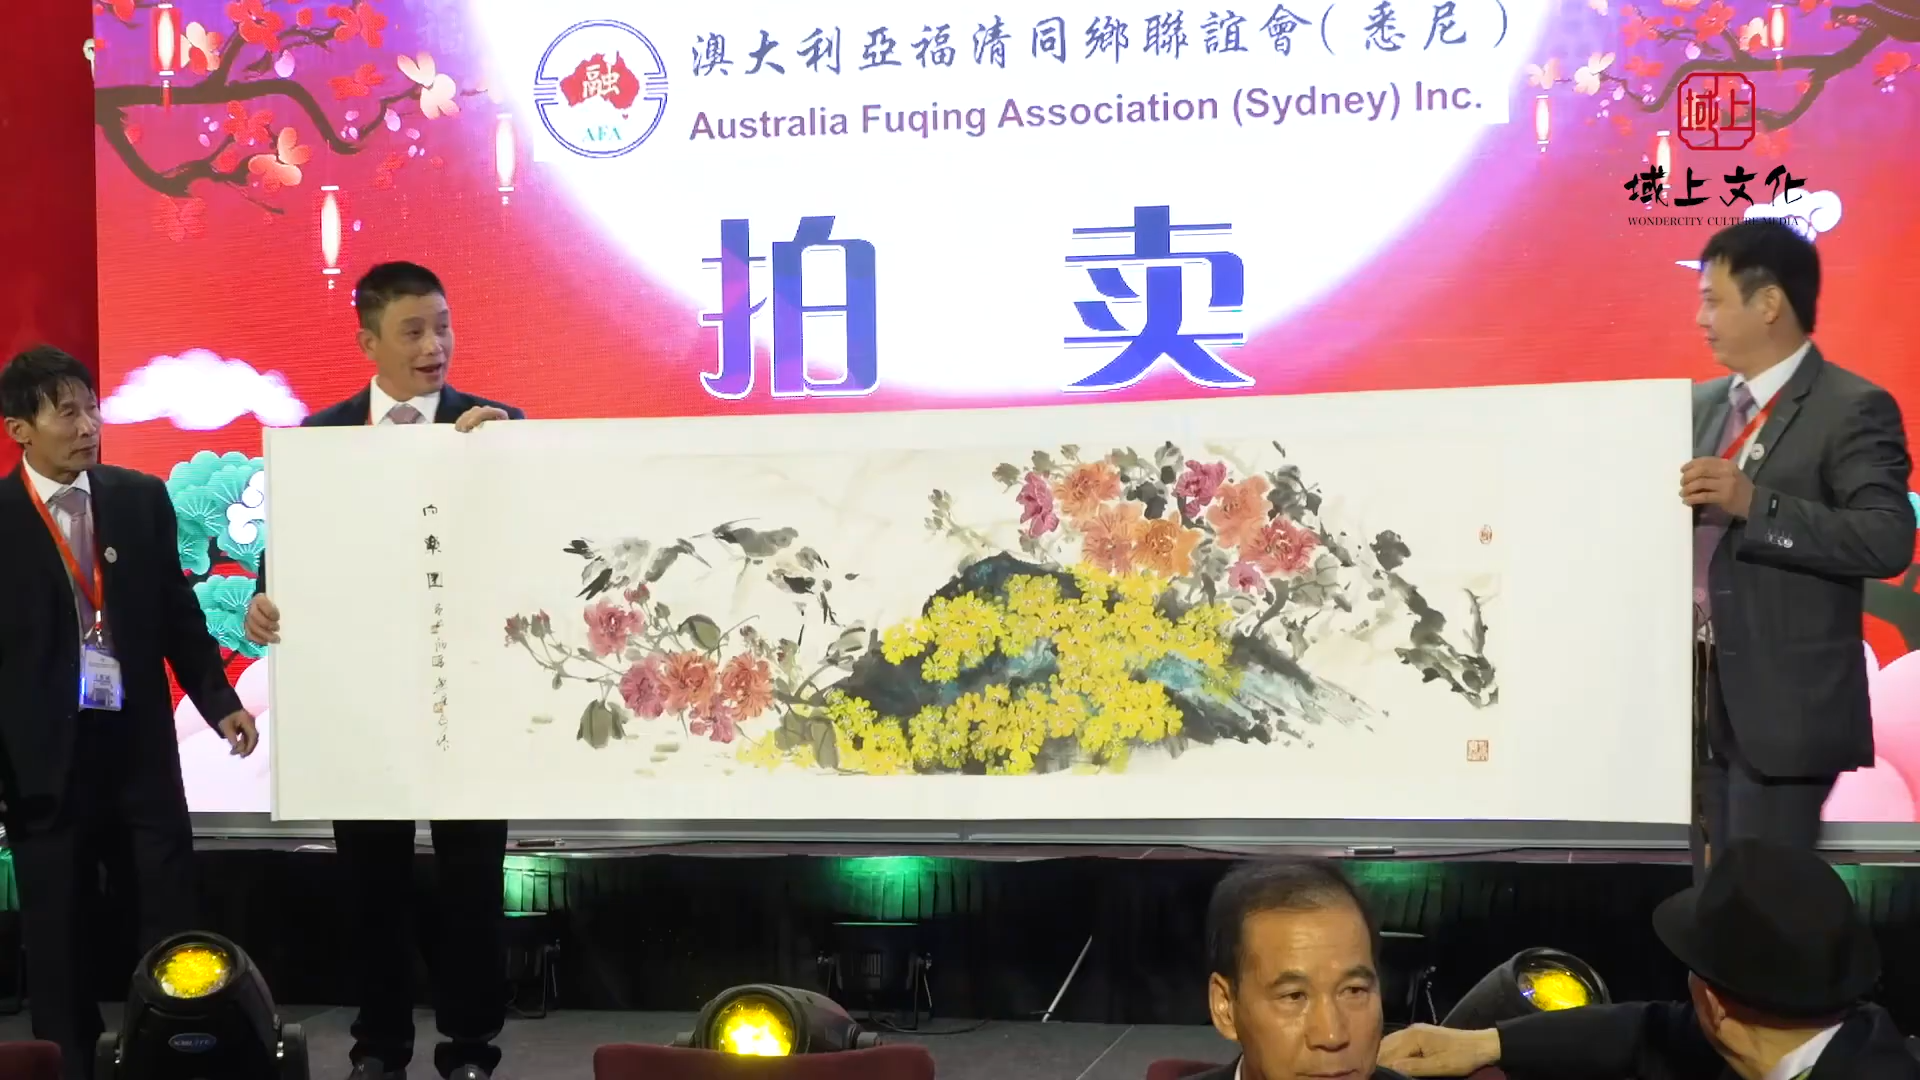 澳大利亞福清同鄉聯誼會(悉尼)
融
AFA
Australia Fuqing Association (Sydney) Inc.
域上
域上文化
WONDERCITY CULTURE MEDIA
拍 卖